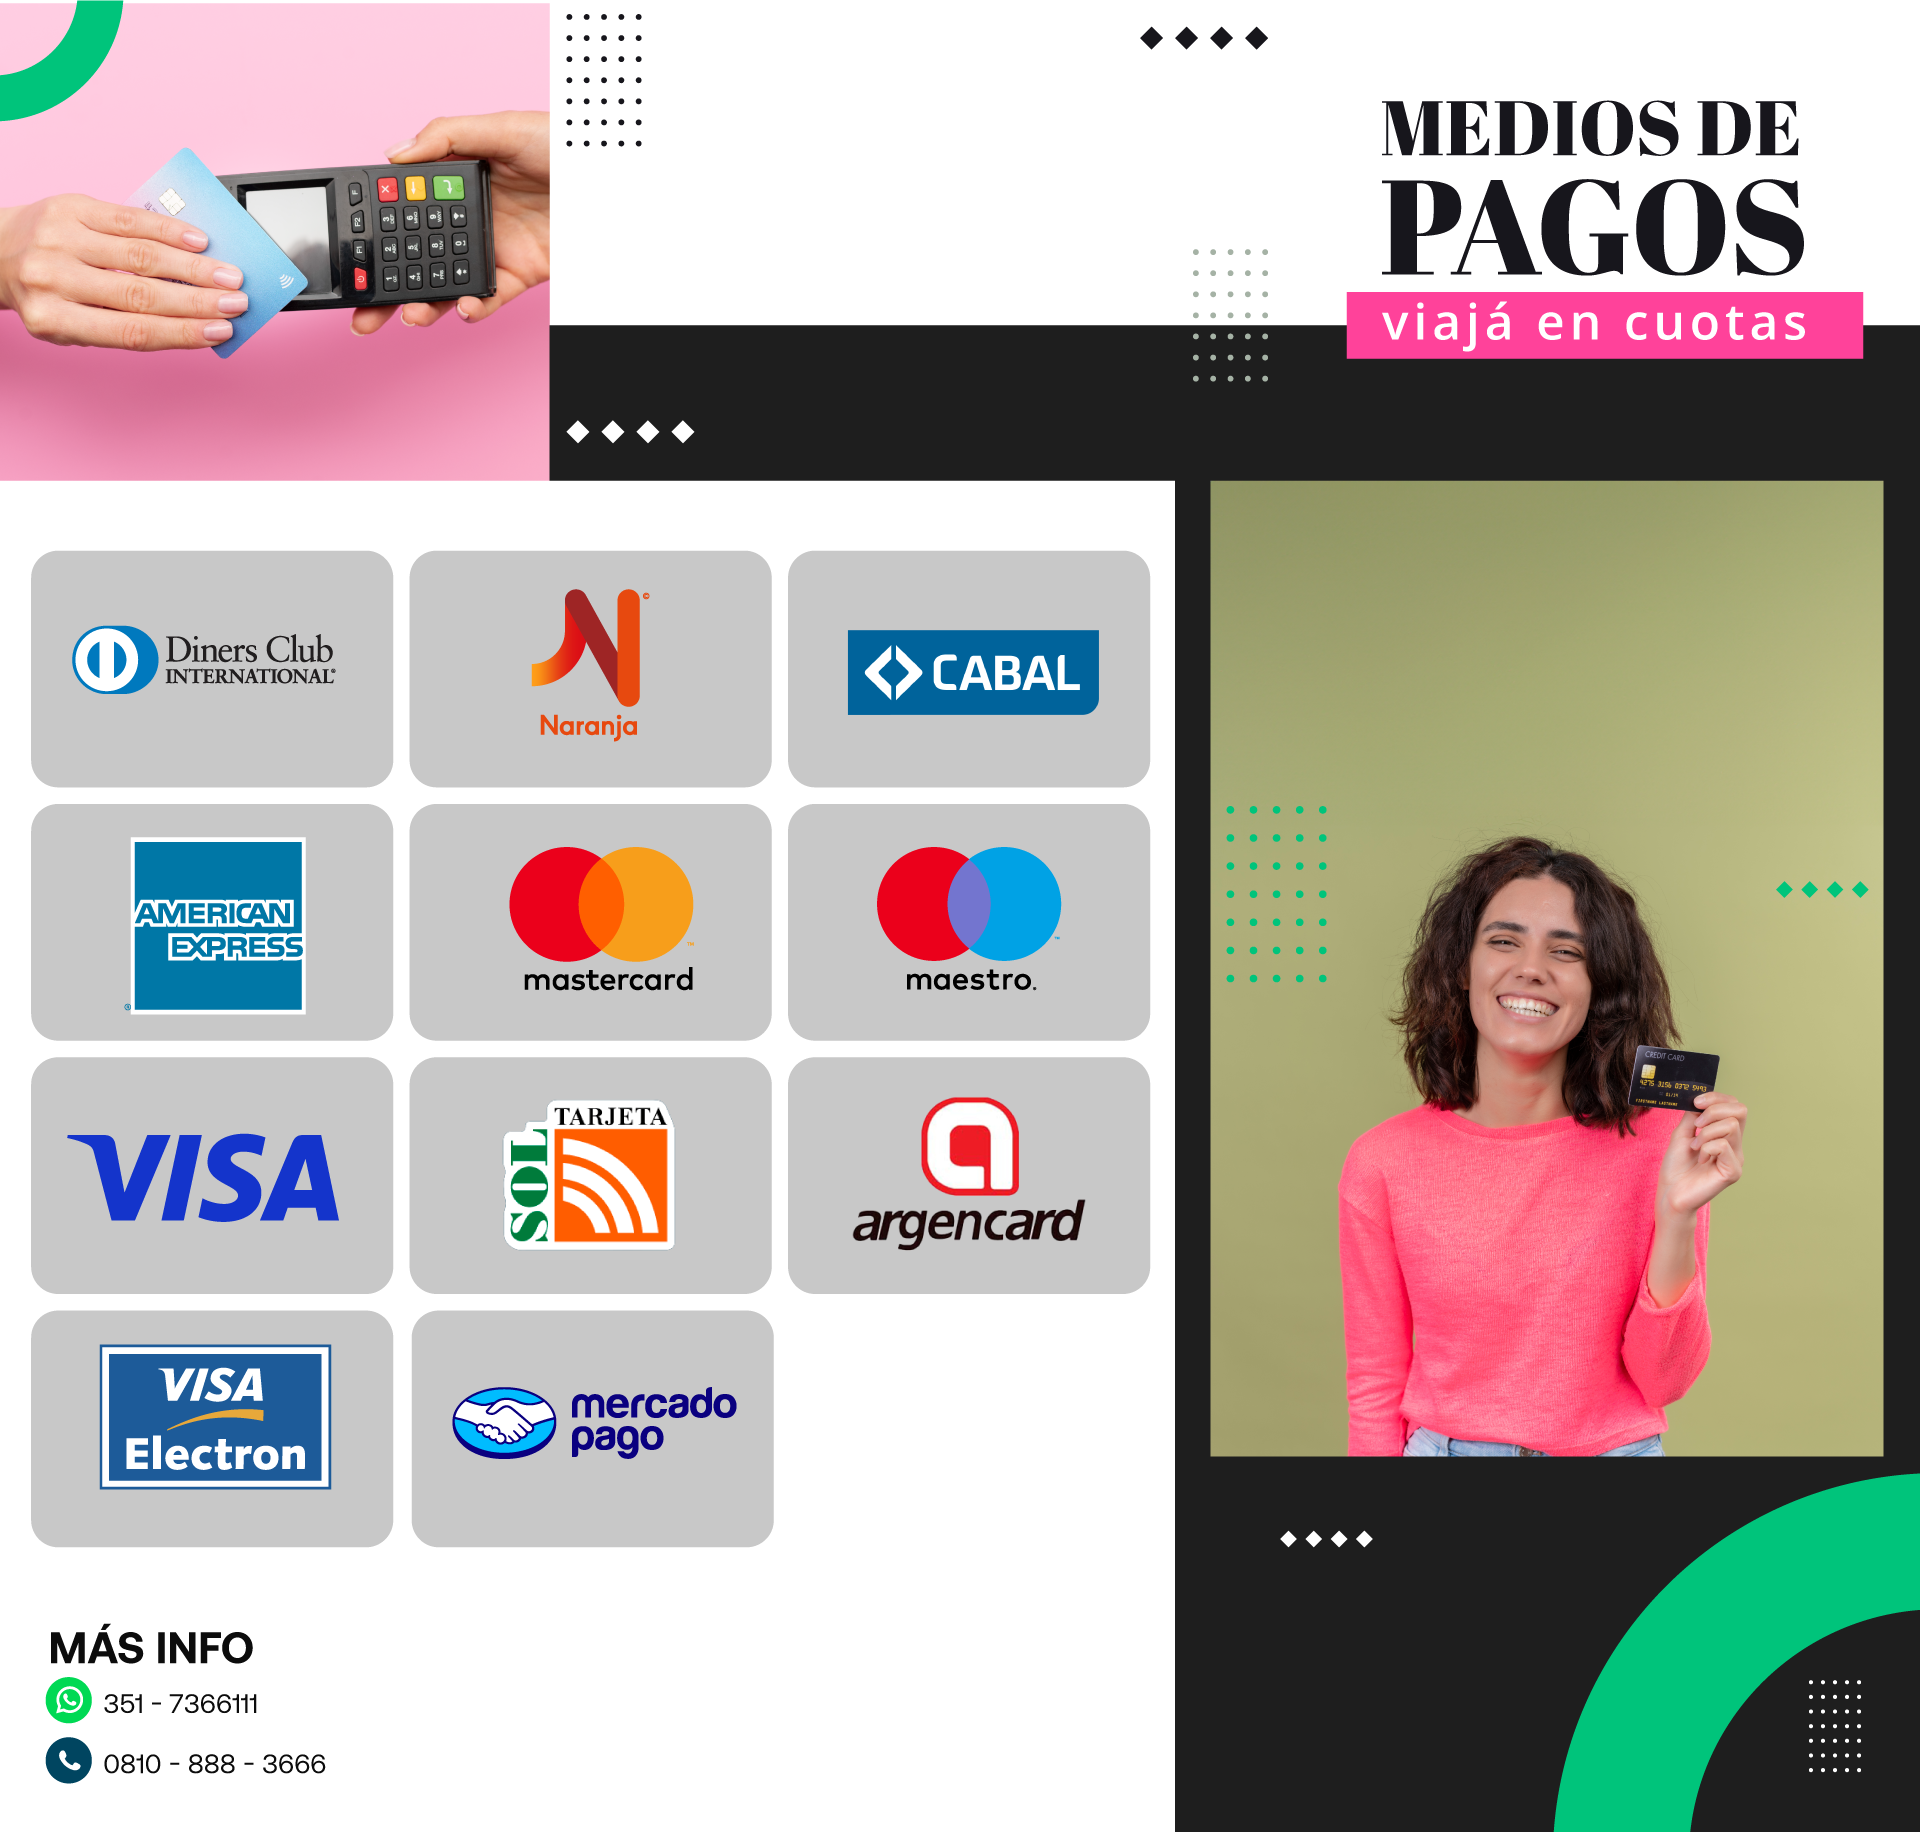 MEDIOS DE
PAGOS
viajá en cuotas
Diners Club
INTERNATIONAL
Naranja
CABAL
AMERICAN
EXPRESS
mastercard
maestro.
VISA
TARJETA
SOL
argencard
VISA
Electron
mercado
pago
CREDIT CARD
MÁS INFO
351 - 7366111
0810 - 888 - 3666